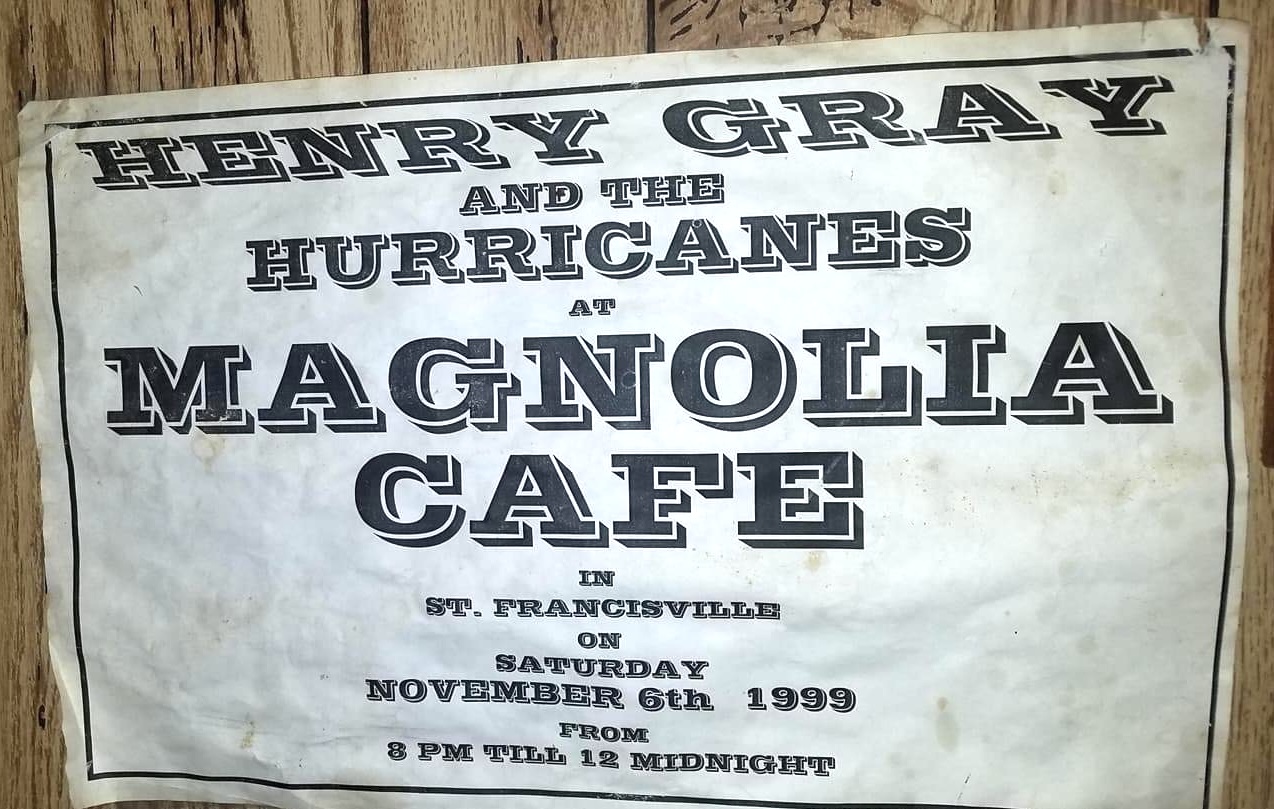 HENRY GRAY
AND THE
HURRICANES
AT
MAGNOLIA
CAFE
IN
ST. FRANCISVILLE
ON
SATURDAY
NOVEMBER 6th 1999
FROM
8 PM TILL 12 MIDNIGHT